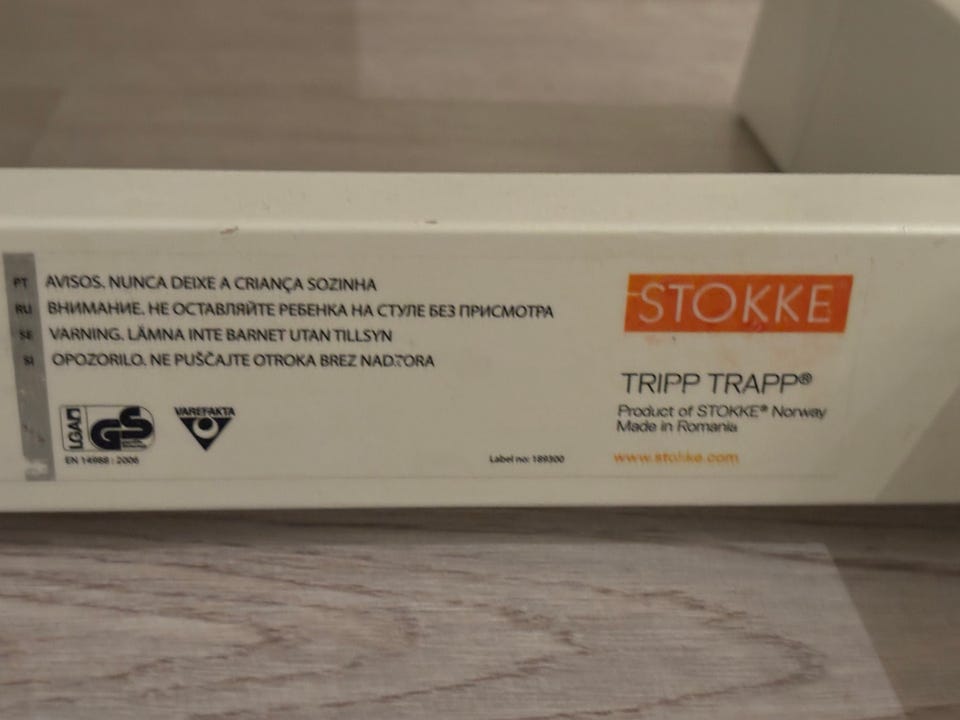 PT AVISOS. NUNCA DEIXE A CRIANÇA SOZINHA
RU ВНИМАНИЕ. НЕ ОСТАВЛЯЙТЕ РЕБЕНКА НА СТУЛЕ БЕЗ ПРИСМОТРА
SE VARNING. LÄMNA INTE BARNET UTAN TILLSYN
SI OPOZORILO. NE PUŠČAJTE OTROKA BREZ NADZORA
LGA GS
VAREFAKTA
EN 14988 : 2006
Label no: 189300
STOKKE
TRIPP TRAPP®
Product of STOKKE® Norway
Made in Romania
www.stokke.com